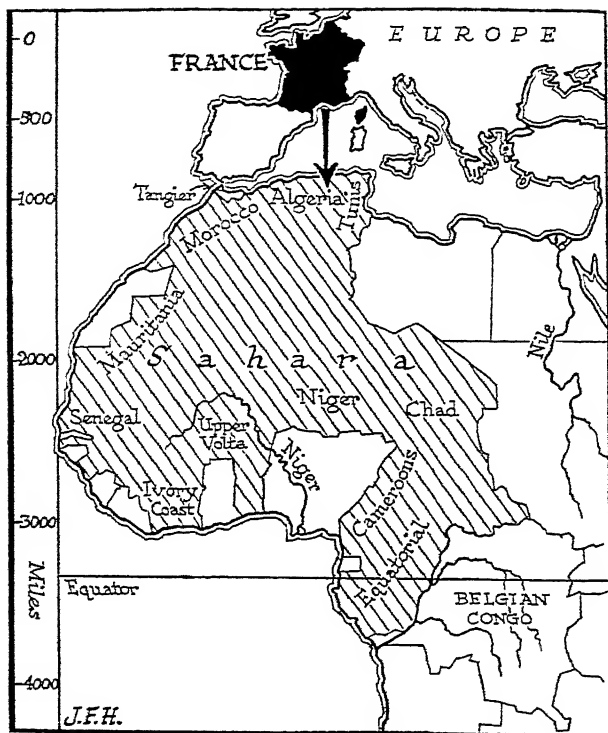 0
EUROPE
FRANCE
500
Tangier
1000
Algeria
Tunis
Morocco
Mauritania
2000
Sahara
Nile
Niger
Chad
Senegal
Upper
Volta
Niger
Ivory
Coast
3000
Cameroons
Equatorial
Miles
Equator
BELGIAN
CONGO
4000
J.F.H.